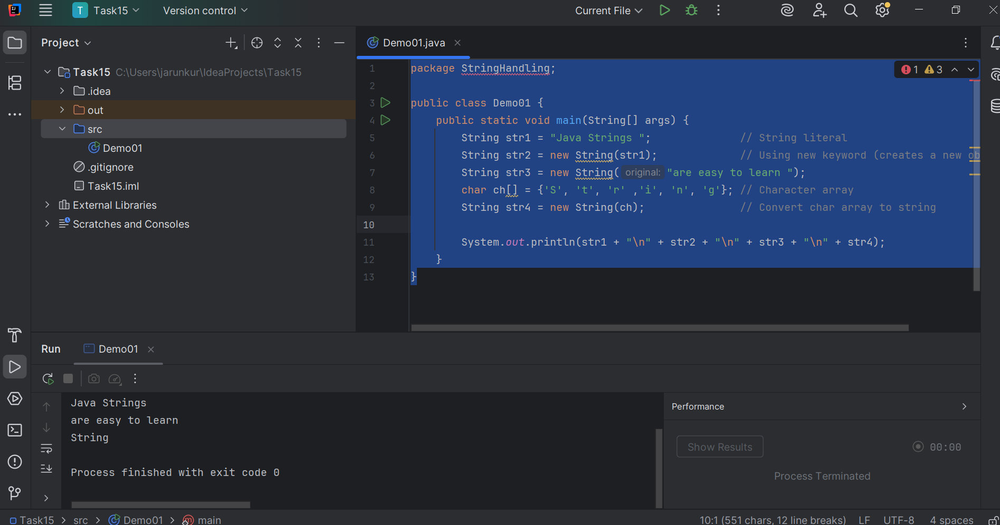 Task15 Version control Current File
Project
Demo01.java
Task15 C:\Users\jarunkur\IdeaProjects\Task15
.idea
out
src
Demo01
.gitignore
Task15.iml
External Libraries
Scratches and Consoles
1 3
1 package StringHandling;
2
3 public class Demo01 {
4 public static void main(String[] args) {
5 String str1 = "Java Strings "; // String literal
6 String str2 = new String(str1); // Using new keyword (creates a new ob
7 String str3 = new String( original: "are easy to learn ");
8 char ch[] = {'S', 't', 'r' ,'i', 'n', 'g'}; // Character array
9 String str4 = new String(ch); // Convert char array to string
10
11 System.out.println(str1 + "\n" + str2 + "\n" + str3 + "\n" + str4);
12 }
13 }
Run Demo01
Java Strings
are easy to learn
String
Process finished with exit code 0
Performance
Show Results 00:00
Process Terminated
Task15 > src > Demo01 > main 10:1 (551 chars, 12 line breaks) LF UTF-8 4 spaces